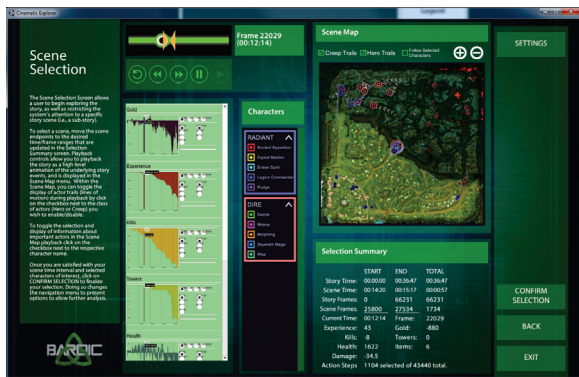 Cinematic Explorer
Scene
Selection
The Scene Selection Screen allows
a user to begin exploring the
story, as well as restricting the
system's attention to a specific
story scene (i.e., a sub-story).
To select a scene, move the scene
endpoints to the desired
time/frame ranges that are
updated in the Selection
Summary screen. Playback
controls allow you to playback
the story as a high-level
animation of the underlying story
events, and is displayed in the
Scene Map menu. Within the
Scene Map, you can toggle the
display of actor trails (lines of
motion) during playback by click
on the checkbox next to the class
of actors (Hero or Creep) you
wish to enable/disable.
To toggle the selection and
display of information about
important actors in the Scene
Map playback click on the
checkbox next to the respective
character name.
Once you are satisfied with your
scene time interval and selected
characters of interest, click on
CONFIRM SELECTION to finalize
your selection. Doing so changes
the navigation menu to present
options to allow further analysis.
BARDIC
Frame 22029
(00:12:14)
Gold
Experience
Kills
Towers
Health
Characters
RADIANT
Ancient Apparition
Crystal Maiden
Ember Spirit
Legion Commander
Pudge
DIRE
Dazzle
Mirana
Morphling
Skywrath Mage
Viper
Scene Map
Creep Trails
Hero Trails
Follow Selected
Characters
Selection Summary
START END TOTAL
Story Time: 00:00:00 00:36:47 00:36:47
Scene Time: 00:14:20 00:15:17 00:00:57
Story Frames: 0 66231 66231
Scene Frames: 25800 27534 1734
Current Time: 00:12:14 Frame: 22029
Experience: 43 Gold: -880
Kills: -8 Towers: 0
Health: 1622 items: 6
Damage: -34.5
Action Steps 1104 selected of 43440 total.
SETTINGS
CONFIRM
SELECTION
BACK
EXIT